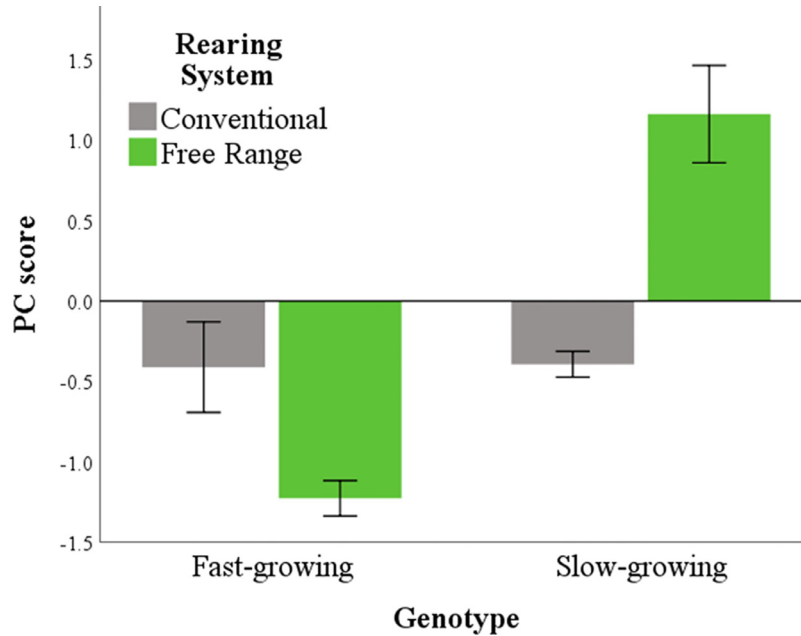 Rearing
System
Conventional
Free Range
PC score
1.5
1.0
0.5
0.0
-0.5
-1.0
-1.5
Fast-growing
Slow-growing
Genotype